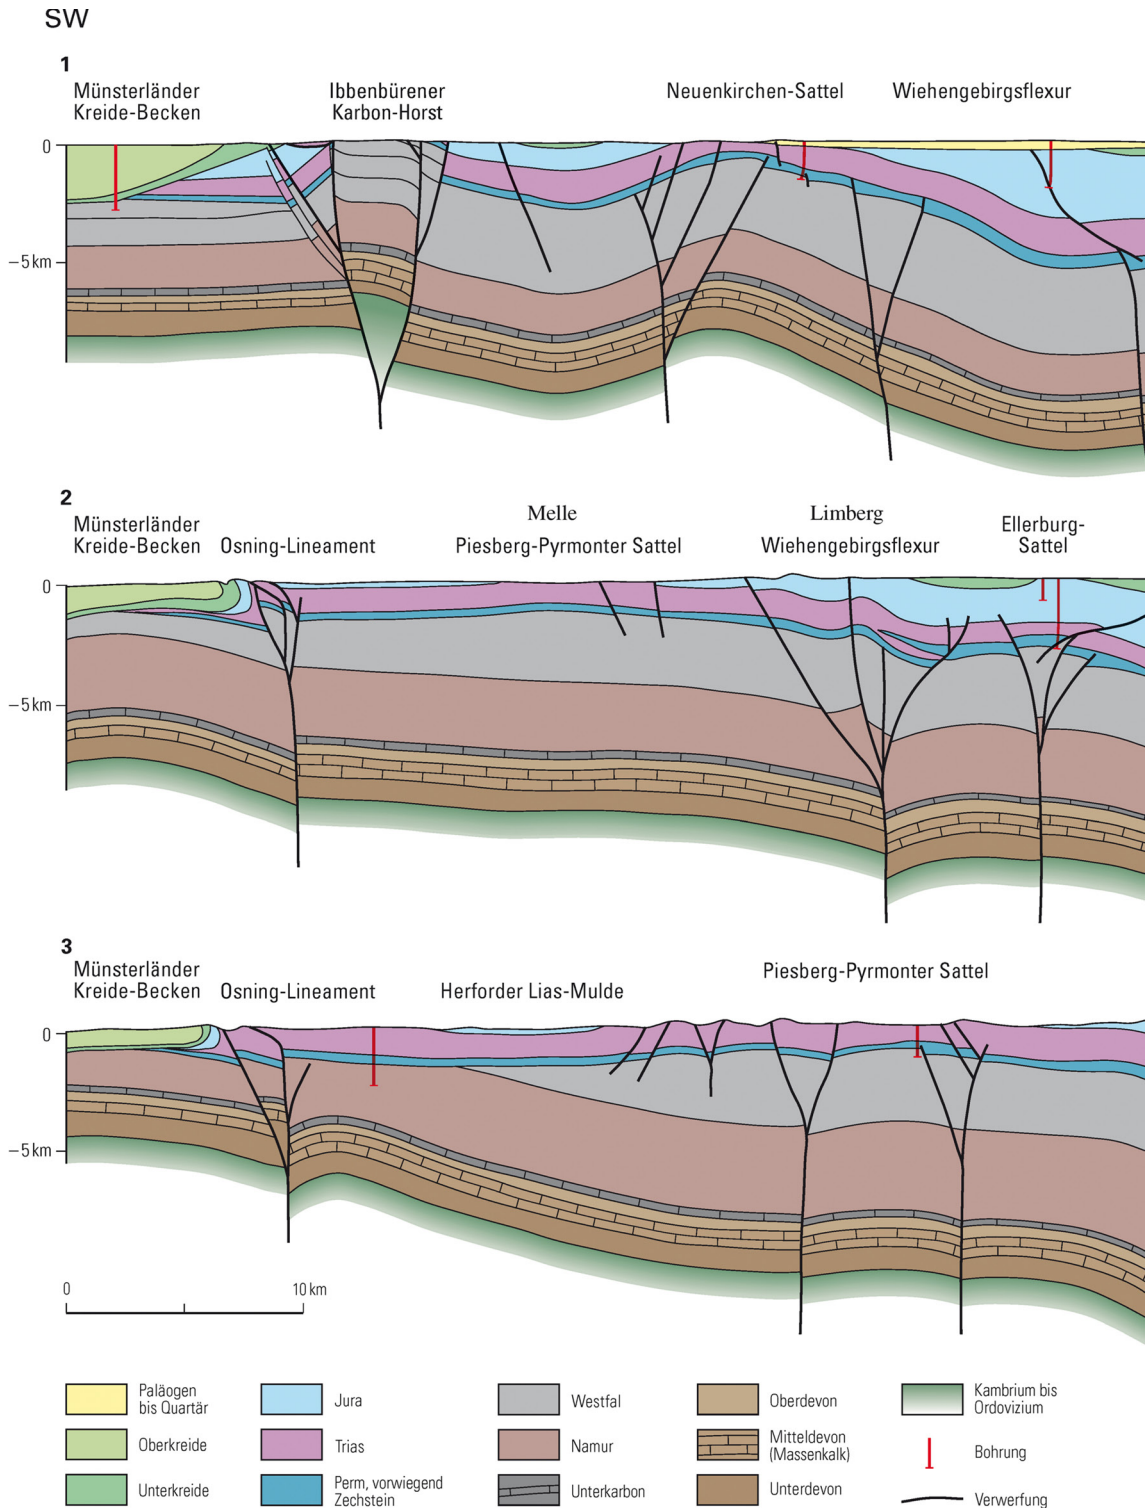 SW
1
Münsterländer
Kreide-Becken
Ibbenbürener
Karbon-Horst
Neuenkirchen-Sattel
Wiehengebirgsflexur
0
−5 km
2
Münsterländer
Kreide-Becken
Osning-Lineament
Melle
Piesberg-Pyrmonter Sattel
Limberg
Wiehengebirgsflexur
Ellerburg-
Sattel
0
−5 km
3
Münsterländer
Kreide-Becken
Osning-Lineament
Herforder Lias-Mulde
Piesberg-Pyrmonter Sattel
0
−5 km
0 10 km
Paläogen
bis Quartär
Oberkreide
Unterkreide
Jura
Trias
Perm, vorwiegend
Zechstein
Westfal
Namur
Unterkarbon
Oberdevon
Mitteldevon
(Massenkalk)
Unterdevon
Kambrium bis
Ordovizium
Bohrung
Verwerfung